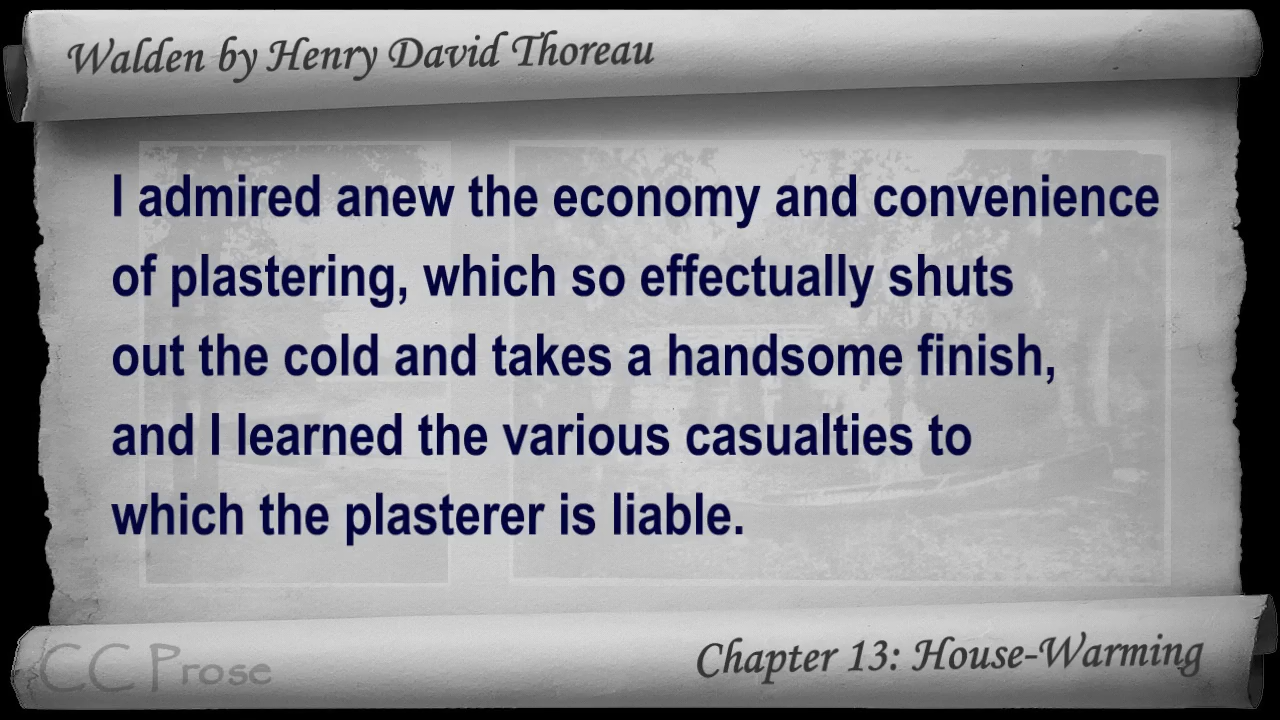 Walden by Henry David Thoreau
I admired anew the economy and convenience
of plastering, which so effectually shuts
out the cold and takes a handsome finish,
and I learned the various casualties to
which the plasterer is liable.
CC Prose
Chapter 13: House-Warming